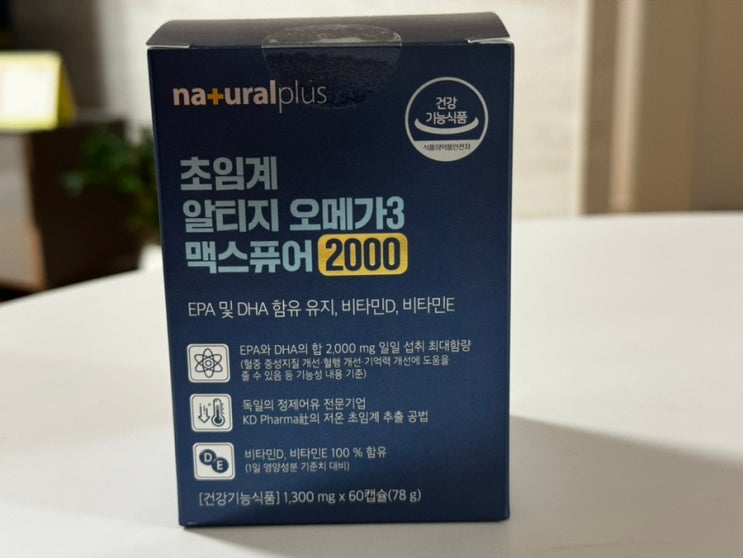 na+uralplus
건강
기능식품
식품의약품안전처
초임계
알티지 오메가3
맥스퓨어 2000
EPA 및 DHA 함유 유지, 비타민D, 비타민E
EPA와 DHA의 합 2,000 mg 일일 섭취 최대함량
(혈중 중성지질 개선·혈행 개선·기억력 개선에 도움을
줄 수 있음 등 기능성 내용 기준)
독일의 정제어유 전문기업
KD Pharma社의 저온 초임계 추출 공법
D E
비타민D, 비타민E 100 % 함유
(1일 영양성분 기준치 대비)
[건강기능식품] 1,300 mg x 60캡슐(78 g)